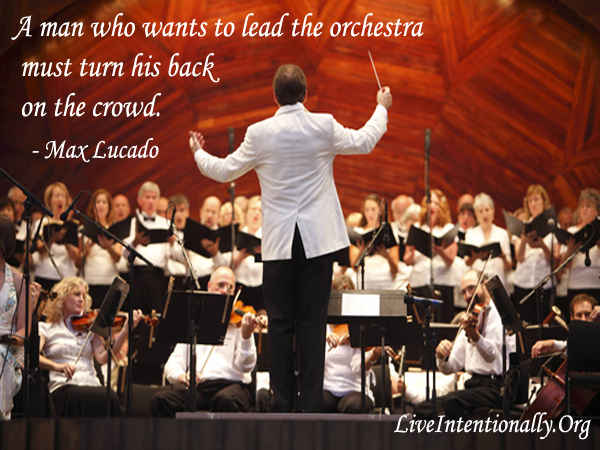 A man who wants to lead the orchestra
must turn his back
on the crowd.
- Max Lucado
LiveIntentionally.Org